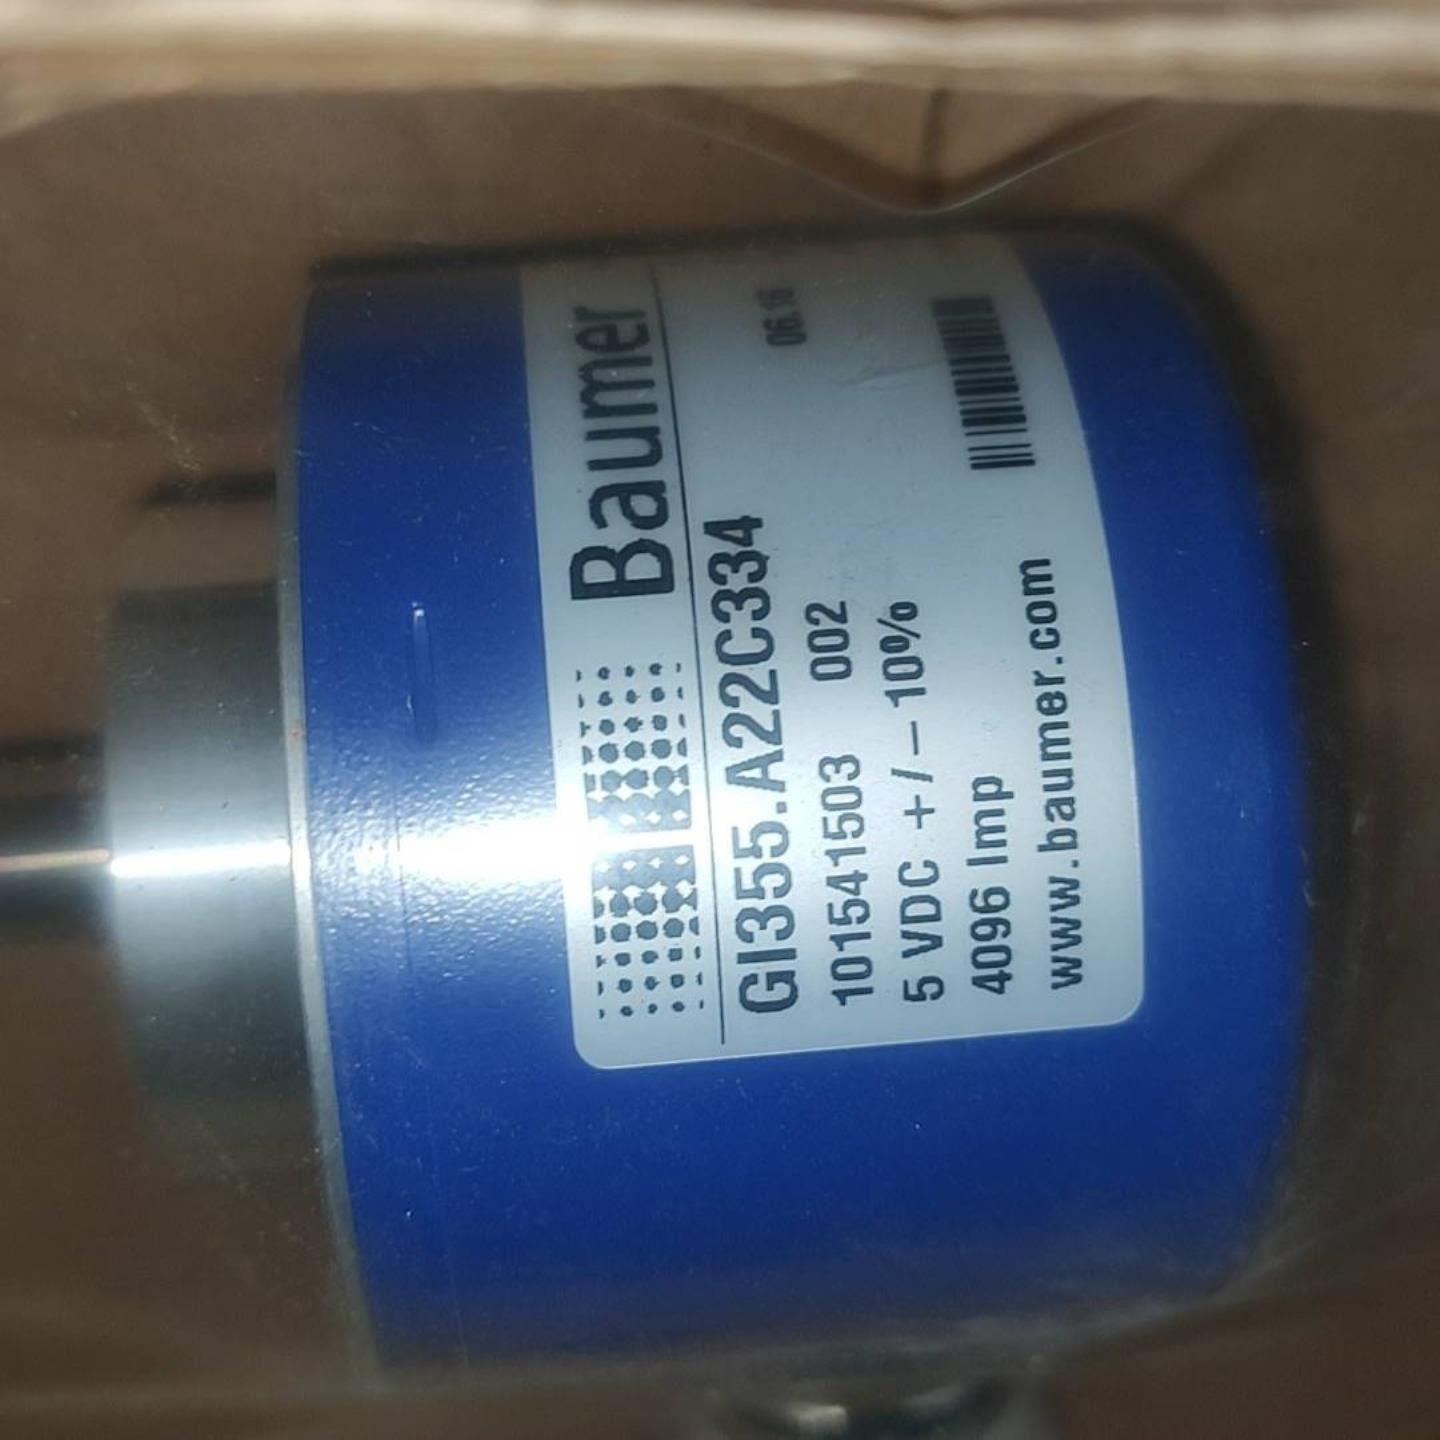 Baumer
GI355.A22C334
06.16
101541503 002
5 VDC +/– 10%
4096 Imp
www.baumer.com